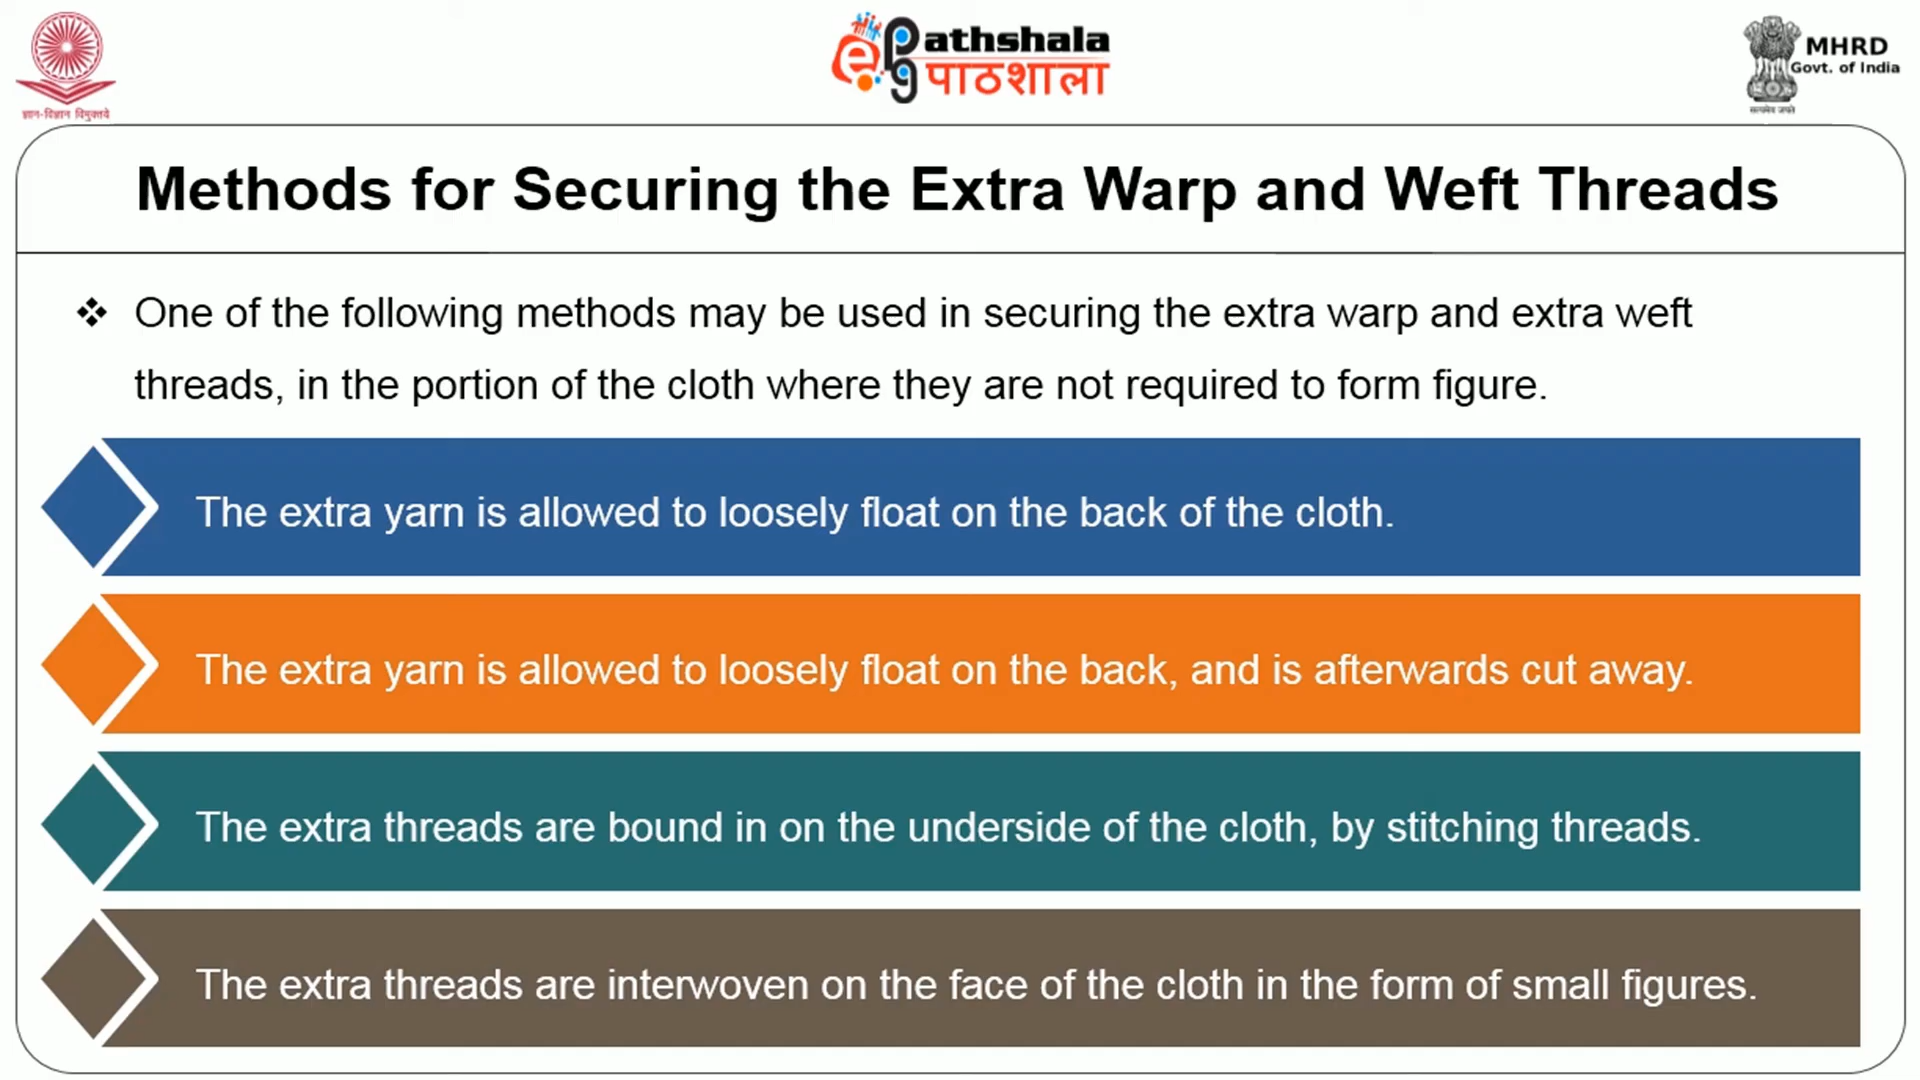 ज्ञान-विज्ञान विमुक्तये
e
pg
athshala
पाठशाला
MHRD
Govt. of India
सत्यमेव जयते
Methods for Securing the Extra Warp and Weft Threads
❖ One of the following methods may be used in securing the extra warp and extra weft
threads, in the portion of the cloth where they are not required to form figure.
The extra yarn is allowed to loosely float on the back of the cloth.
The extra yarn is allowed to loosely float on the back, and is afterwards cut away.
The extra threads are bound in on the underside of the cloth, by stitching threads.
The extra threads are interwoven on the face of the cloth in the form of small figures.